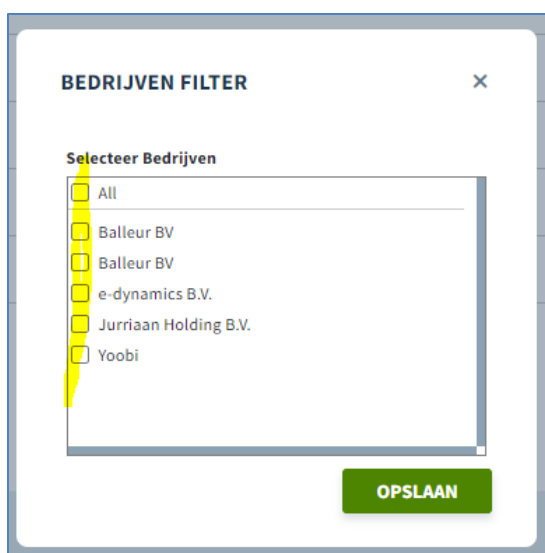 BEDRIJVEN FILTER
Selecteer Bedrijven
All
Balleur BV
Balleur BV
e-dynamics B.V.
Jurriaan Holding B.V.
Yoobi
OPSLAAN